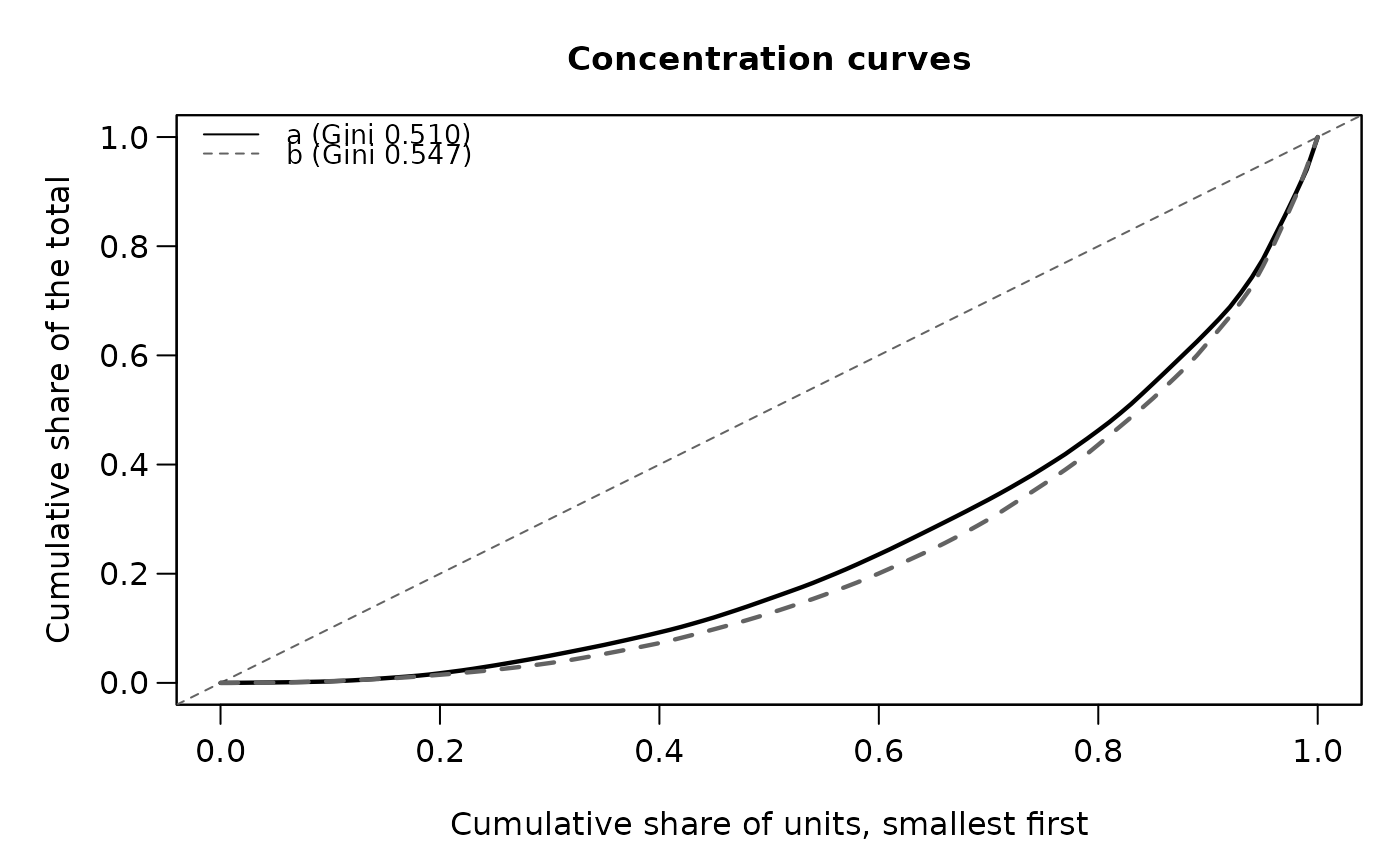 Concentration curves
a (Gini 0.510)
b (Gini 0.547)
Cumulative share of the total
1.0
0.8
0.6
0.4
0.2
0.0
0.0 0.2 0.4 0.6 0.8 1.0
Cumulative share of units, smallest first